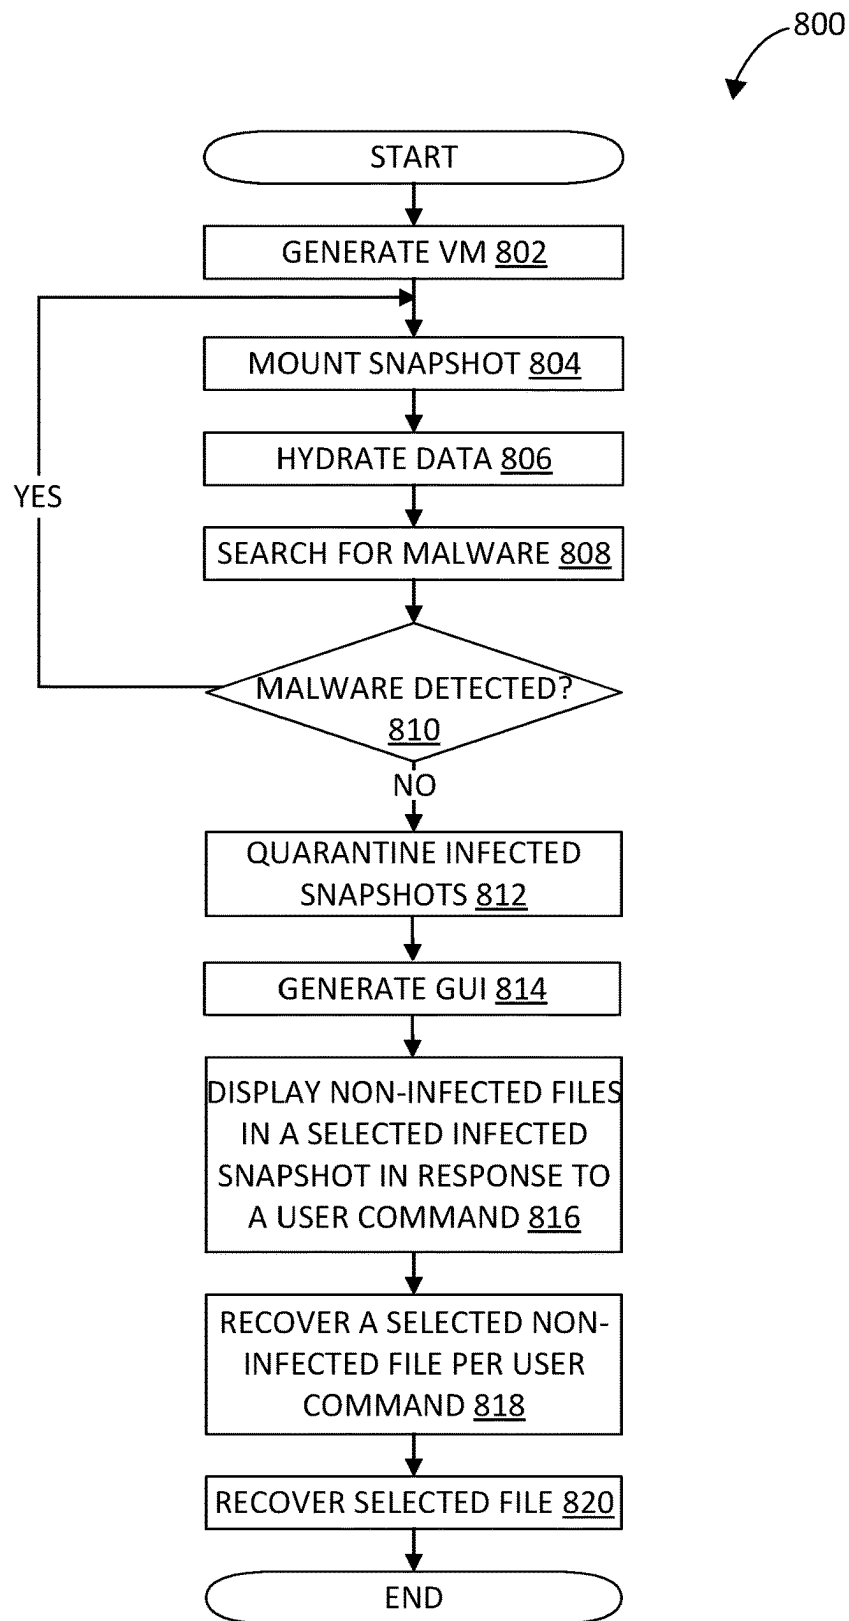 800
START
GENERATE VM 802
MOUNT SNAPSHOT 804
HYDRATE DATA 806
YES
SEARCH FOR MALWARE 808
MALWARE DETECTED?
810
NO
QUARANTINE INFECTED
SNAPSHOTS 812
GENERATE GUI 814
DISPLAY NON-INFECTED FILES
IN A SELECTED INFECTED
SNAPSHOT IN RESPONSE TO
A USER COMMAND 816
RECOVER A SELECTED NON-
INFECTED FILE PER USER
COMMAND 818
RECOVER SELECTED FILE 820
END